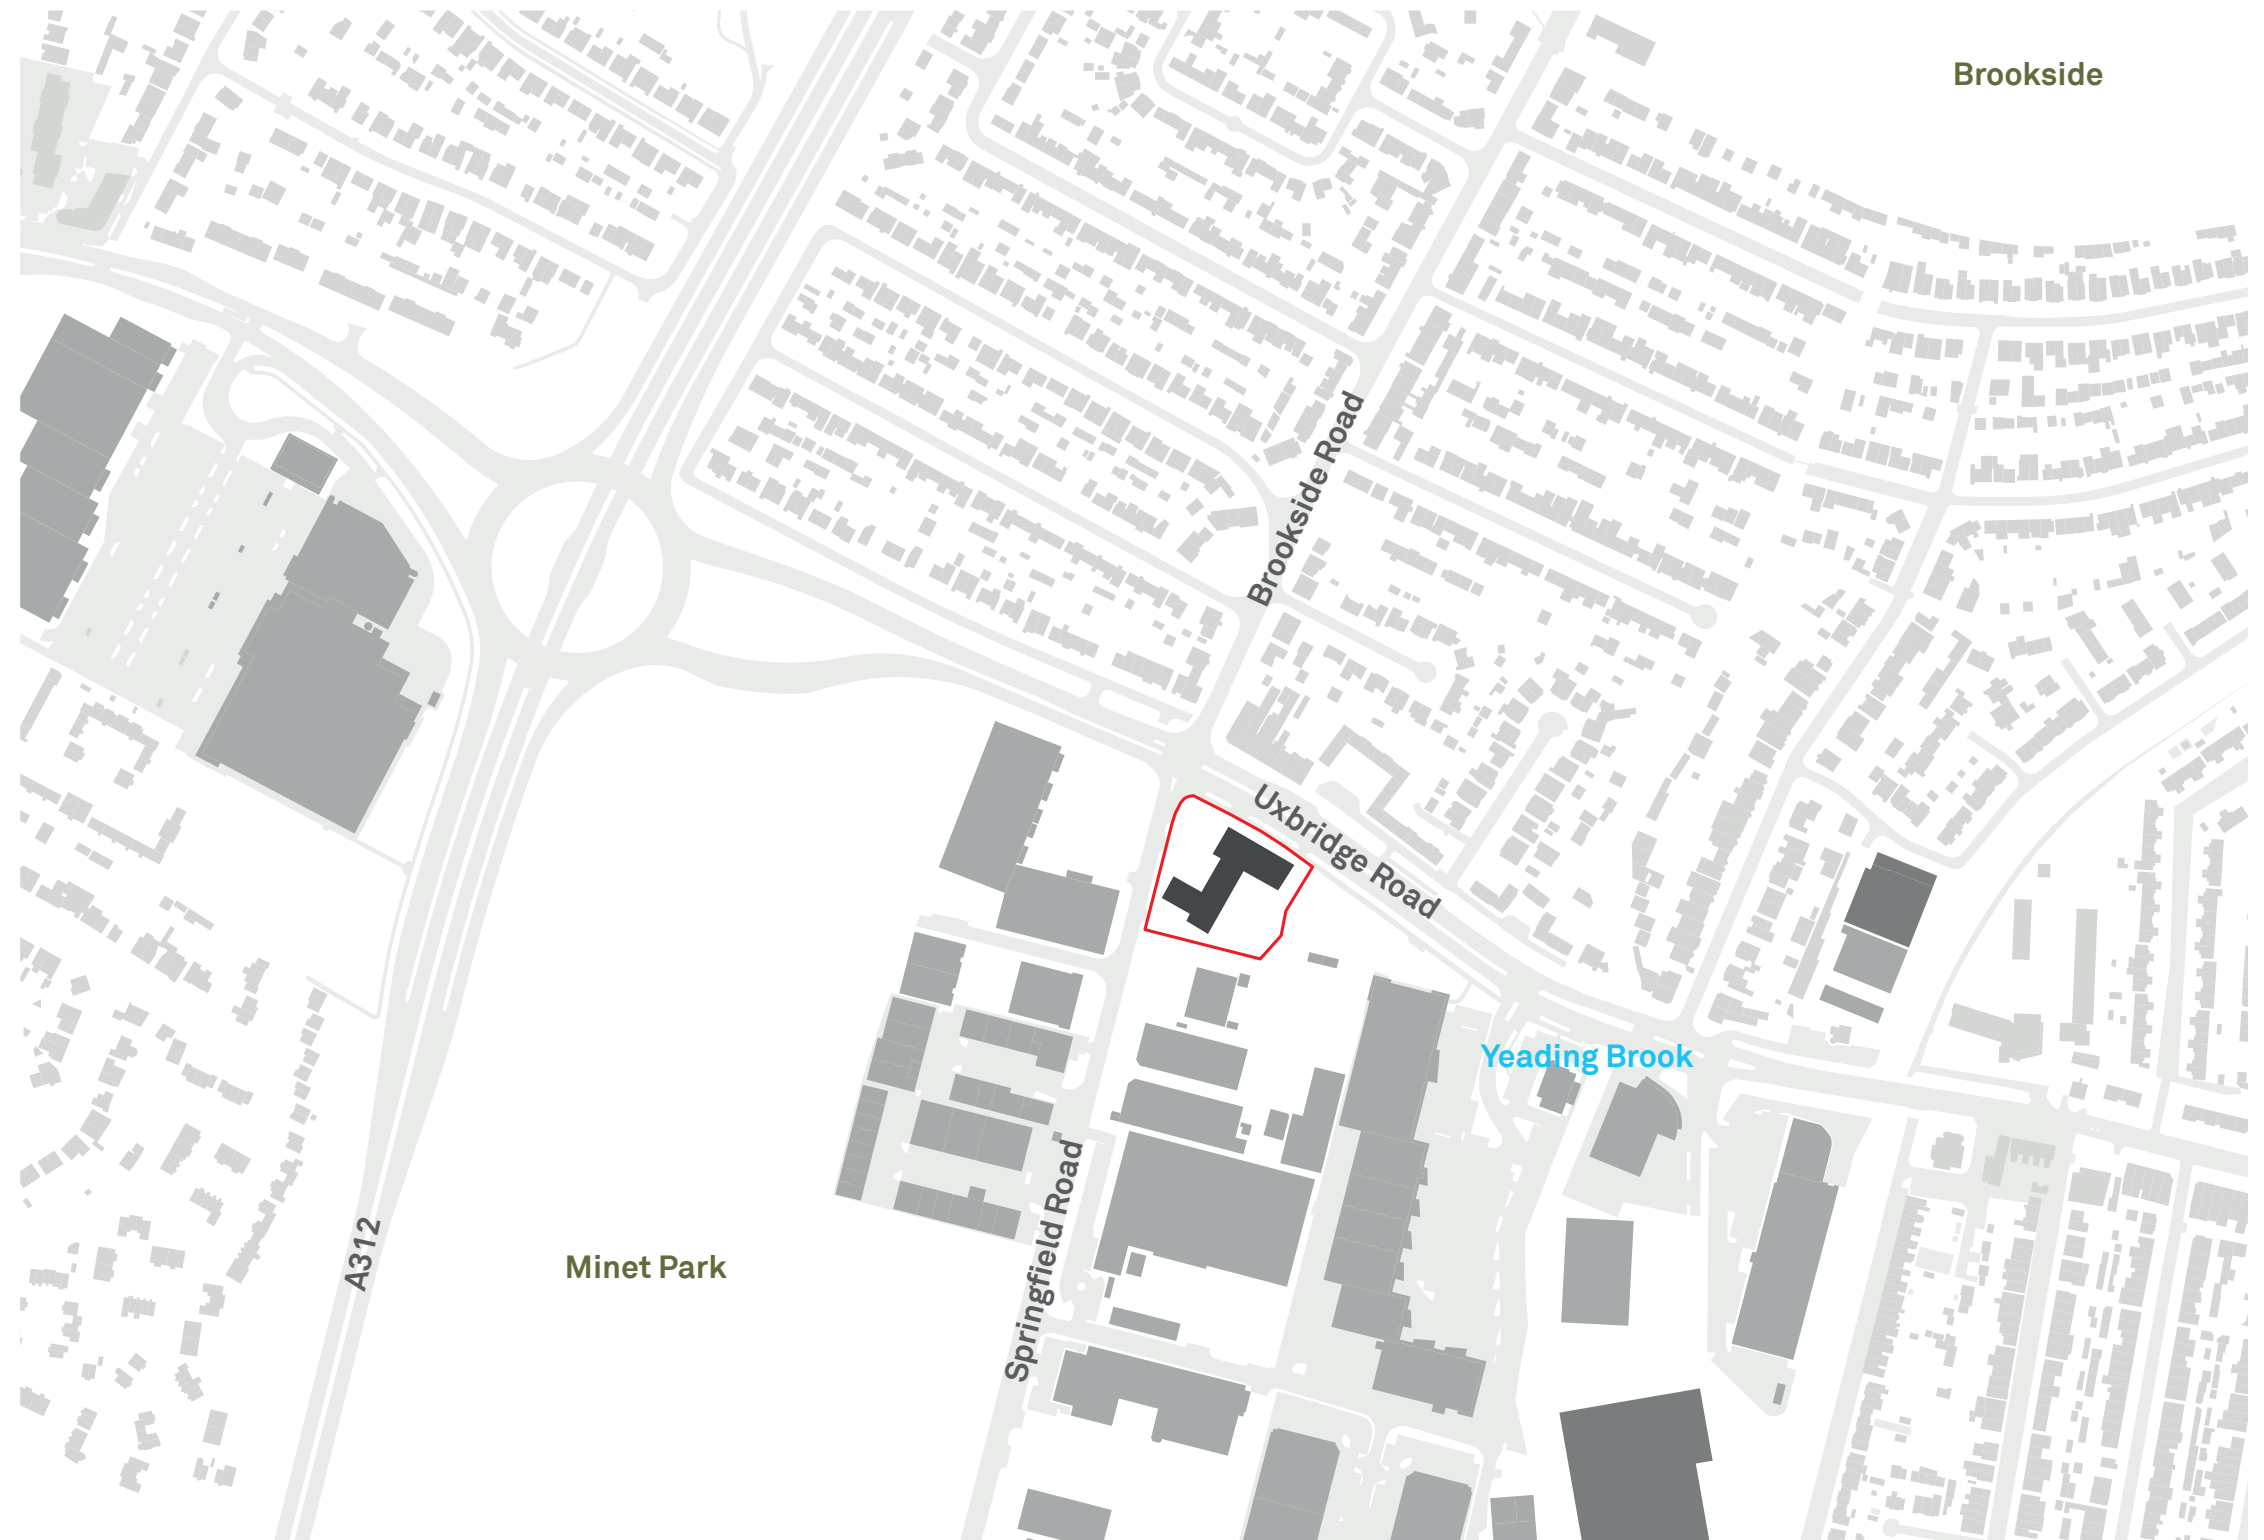 Brookside
Brookside Road
Uxbridge Road
Yeading Brook
Springfield Road
A312
Minet Park